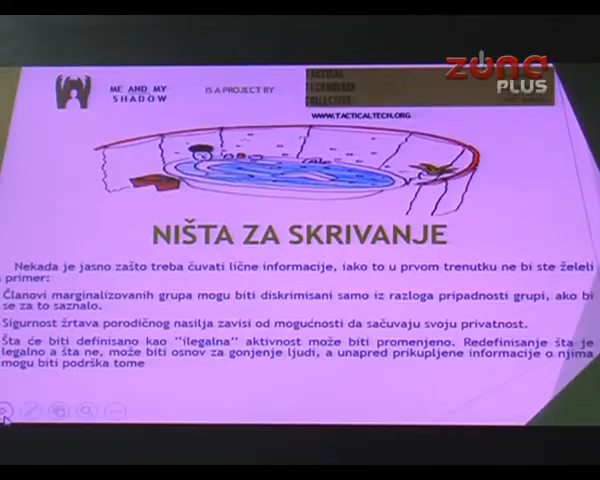 ZONA PLUS
ME AND MY SHADOW
IS A PROJECT BY
TACTICAL
TECHNOLOGY
COLLECTIVE
WWW.TACTICALTECH.ORG
NIŠTA ZA SKRIVANJE
Nekada je jasno zašto treba čuvati lične informacije, iako to u prvom trenutku ne bi ste želeli
primer:
Članovi marginalizovanih grupa mogu biti diskrimisani samo iz razloga pripadnosti grupi, ako bi
se za to saznalo.
Sigurnost žrtava porodičnog nasilja zavisi od mogućnosti da sačuvaju svoju privatnost.
Šta će biti definisano kao "ilegalna" aktivnost može biti promenjeno. Redefinisanje šta je
legalno a šta ne, može biti osnov za gonjenje ljudi, a unapred prikupljene informacije o njima
mogu biti podrška tome